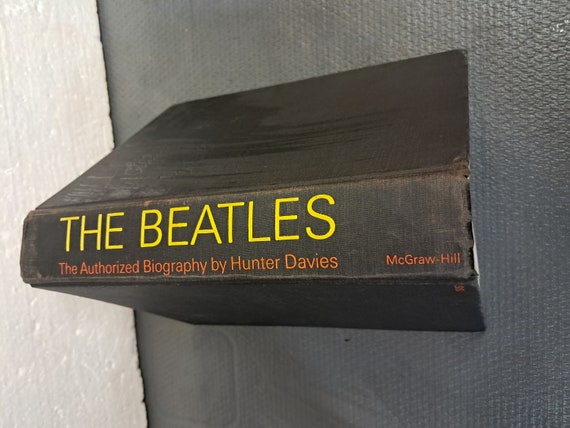 THE BEATLES
The Authorized Biography by Hunter Davies McGraw-Hill